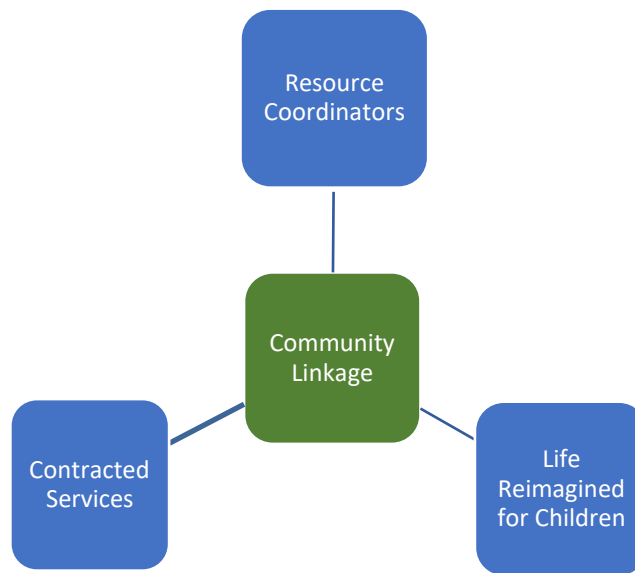 Resource
Coordinators
Community
Linkage
Contracted
Services
Life
Reimagined
for Children